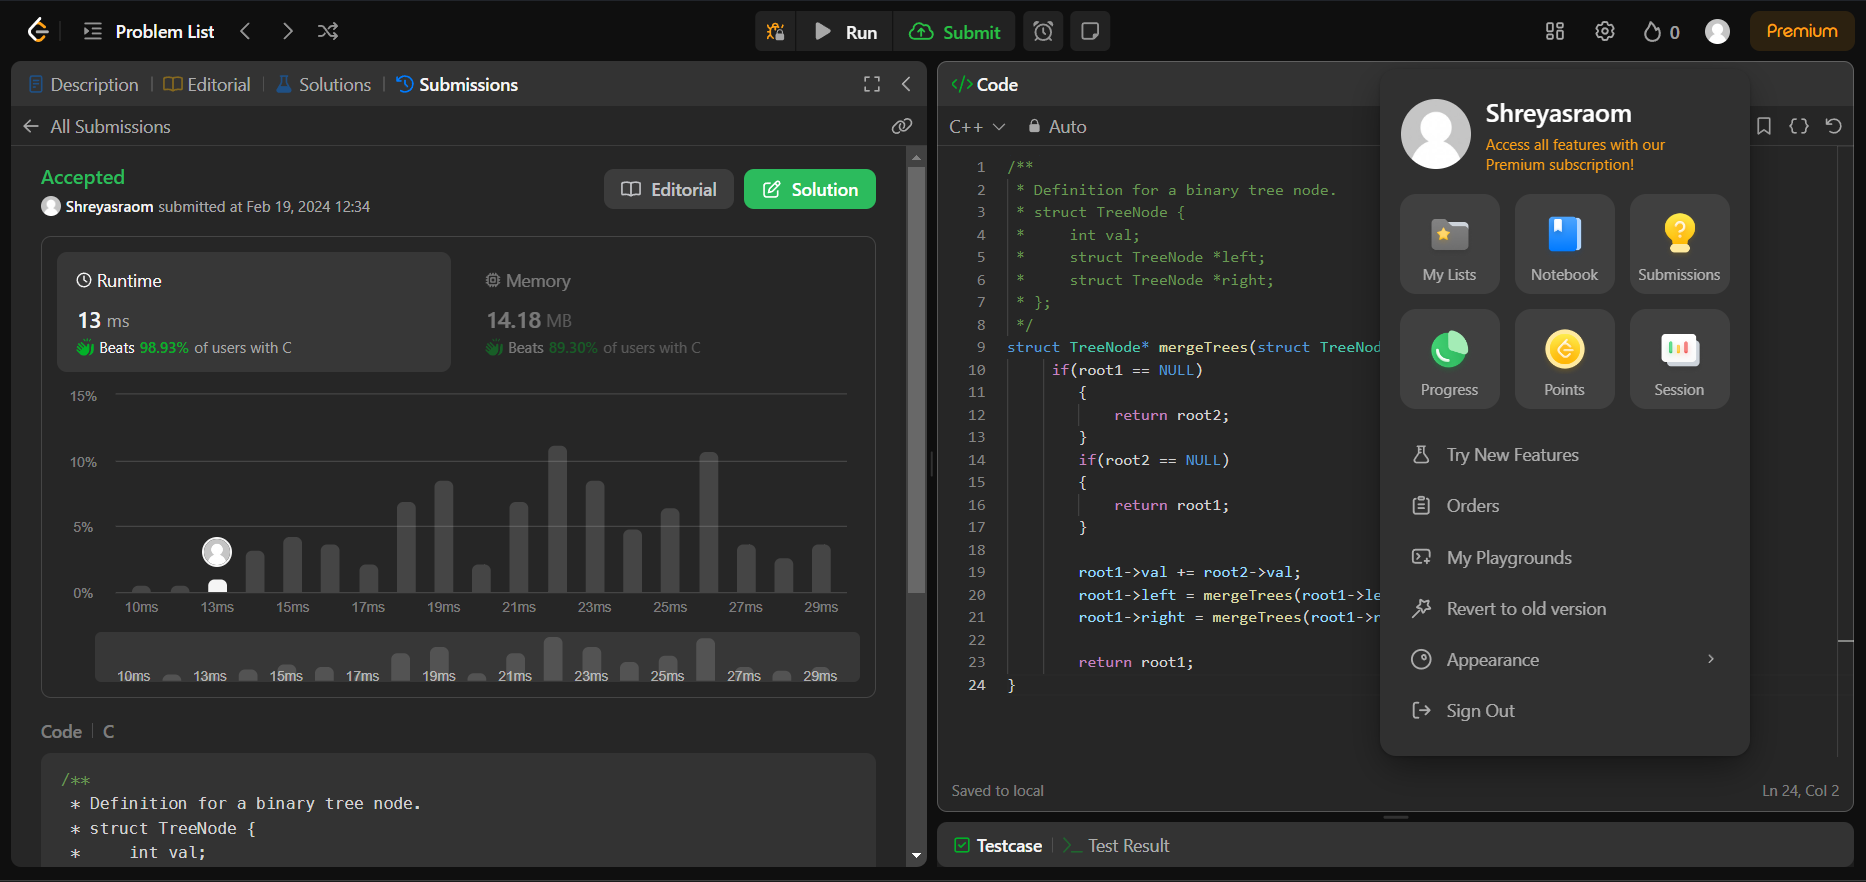 Problem List
Run
Submit
0
Premium
Description
Editorial
Solutions
Submissions
All Submissions
Accepted
Shreyasraom submitted at Feb 19, 2024 12:34
Editorial
Solution
Runtime
13 ms
Beats 98.93% of users with C
Memory
14.18 MB
Beats 89.30% of users with C
15%
10%
5%
0%
10ms 13ms 15ms 17ms 19ms 21ms 23ms 25ms 27ms 29ms
10ms 13ms 15ms 17ms 19ms 21ms 23ms 25ms 27ms 29ms
Code C
/**
* Definition for a binary tree node.
* struct TreeNode {
*     int val;
</> Code
C++
Auto
1 /**
2 * Definition for a binary tree node.
3 * struct TreeNode {
4 *     int val;
5 *     struct TreeNode *left;
6 *     struct TreeNode *right;
7 * };
8 */
9 struct TreeNode* mergeTrees(struct TreeNod
10 if(root1 == NULL)
11 {
12 return root2;
13 }
14 if(root2 == NULL)
15 {
16 return root1;
17 }
18
19 root1->val += root2->val;
20 root1->left = mergeTrees(root1->le
21 root1->right = mergeTrees(root1->r
22
23 return root1;
24 }
Saved to local
Ln 24, Col 2
Testcase
Test Result
Shreyasraom
Access all features with our
Premium subscription!
My Lists
Notebook
Submissions
Progress
Points
Session
Try New Features
Orders
My Playgrounds
Revert to old version
Appearance
Sign Out